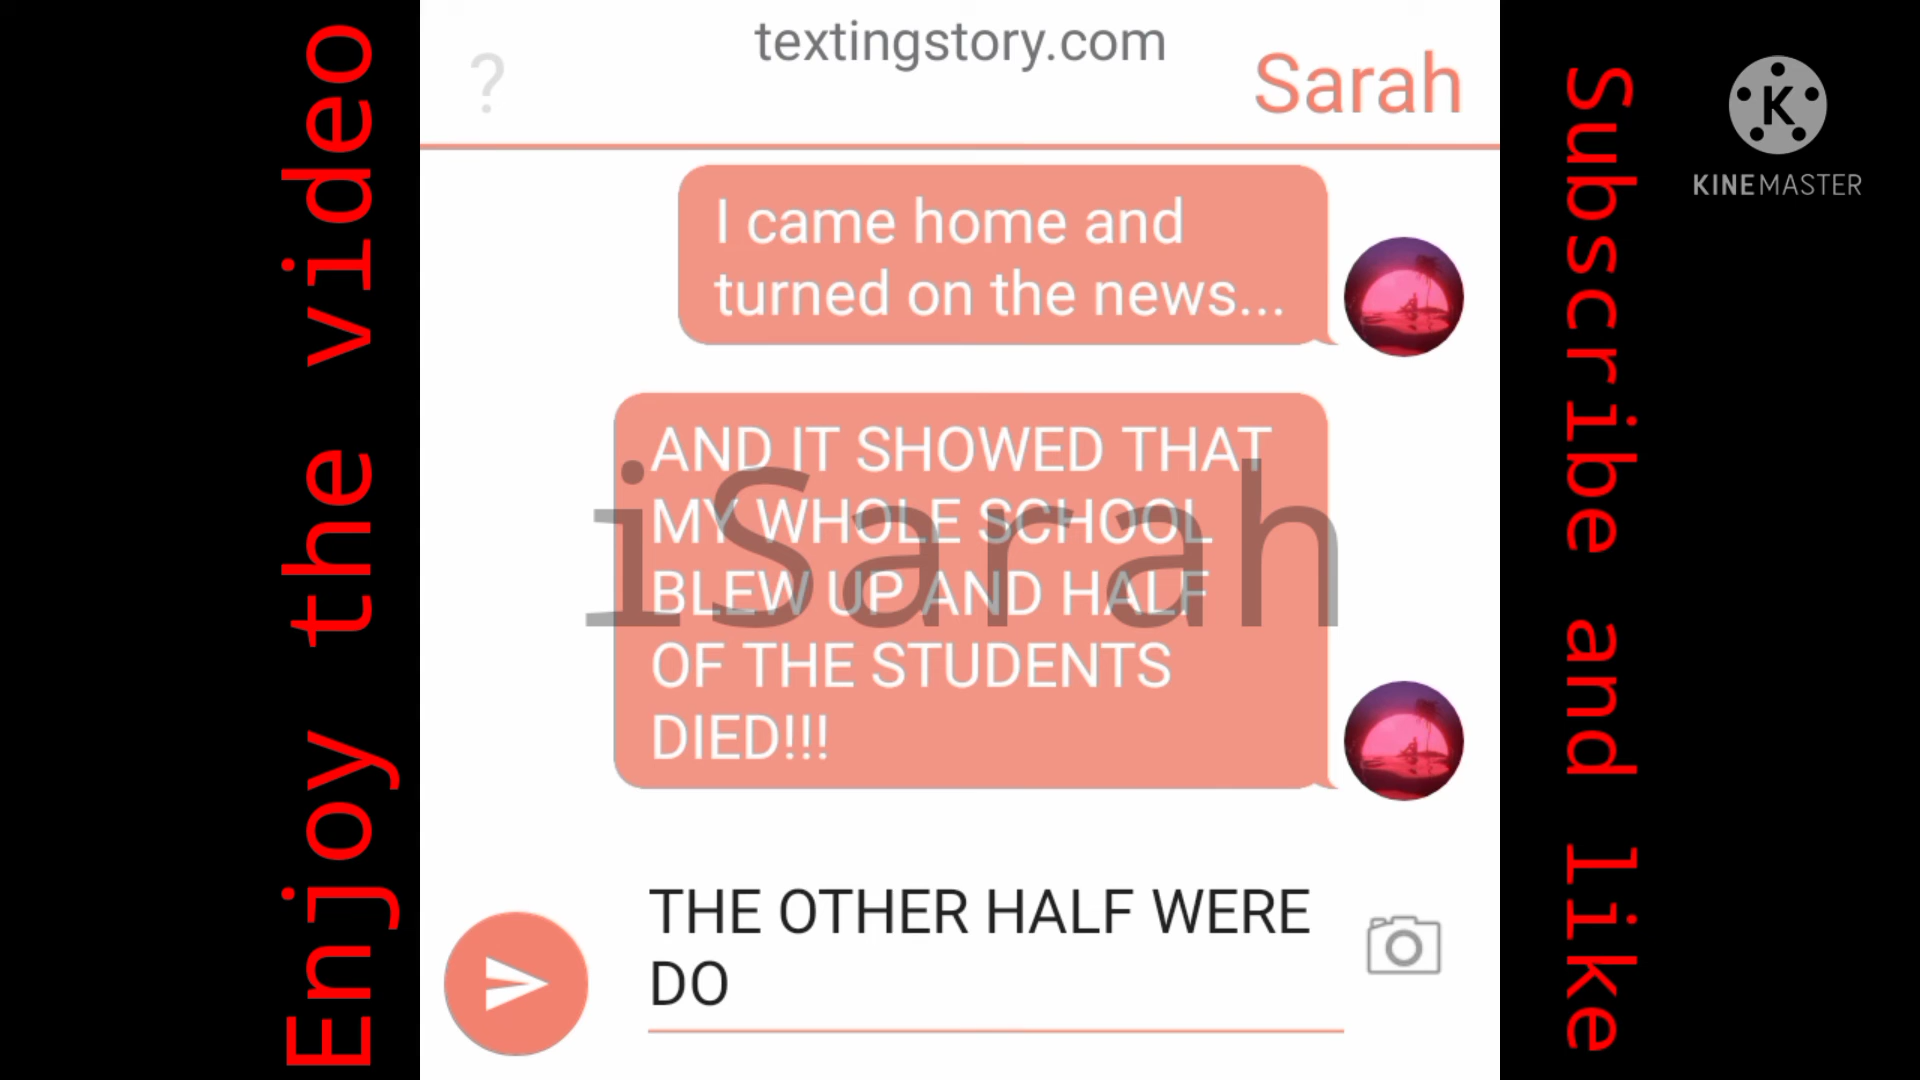 Enjoy the video
?
textingstory.com
Sarah
I came home and
turned on the news...
AND IT SHOWED THAT
MY WHOLE SCHOOL
BLEW UP AND HALF
OF THE STUDENTS
DIED!!!
iSarah
THE OTHER HALF WERE
DO
Subscribe and like
K
KINEMASTER